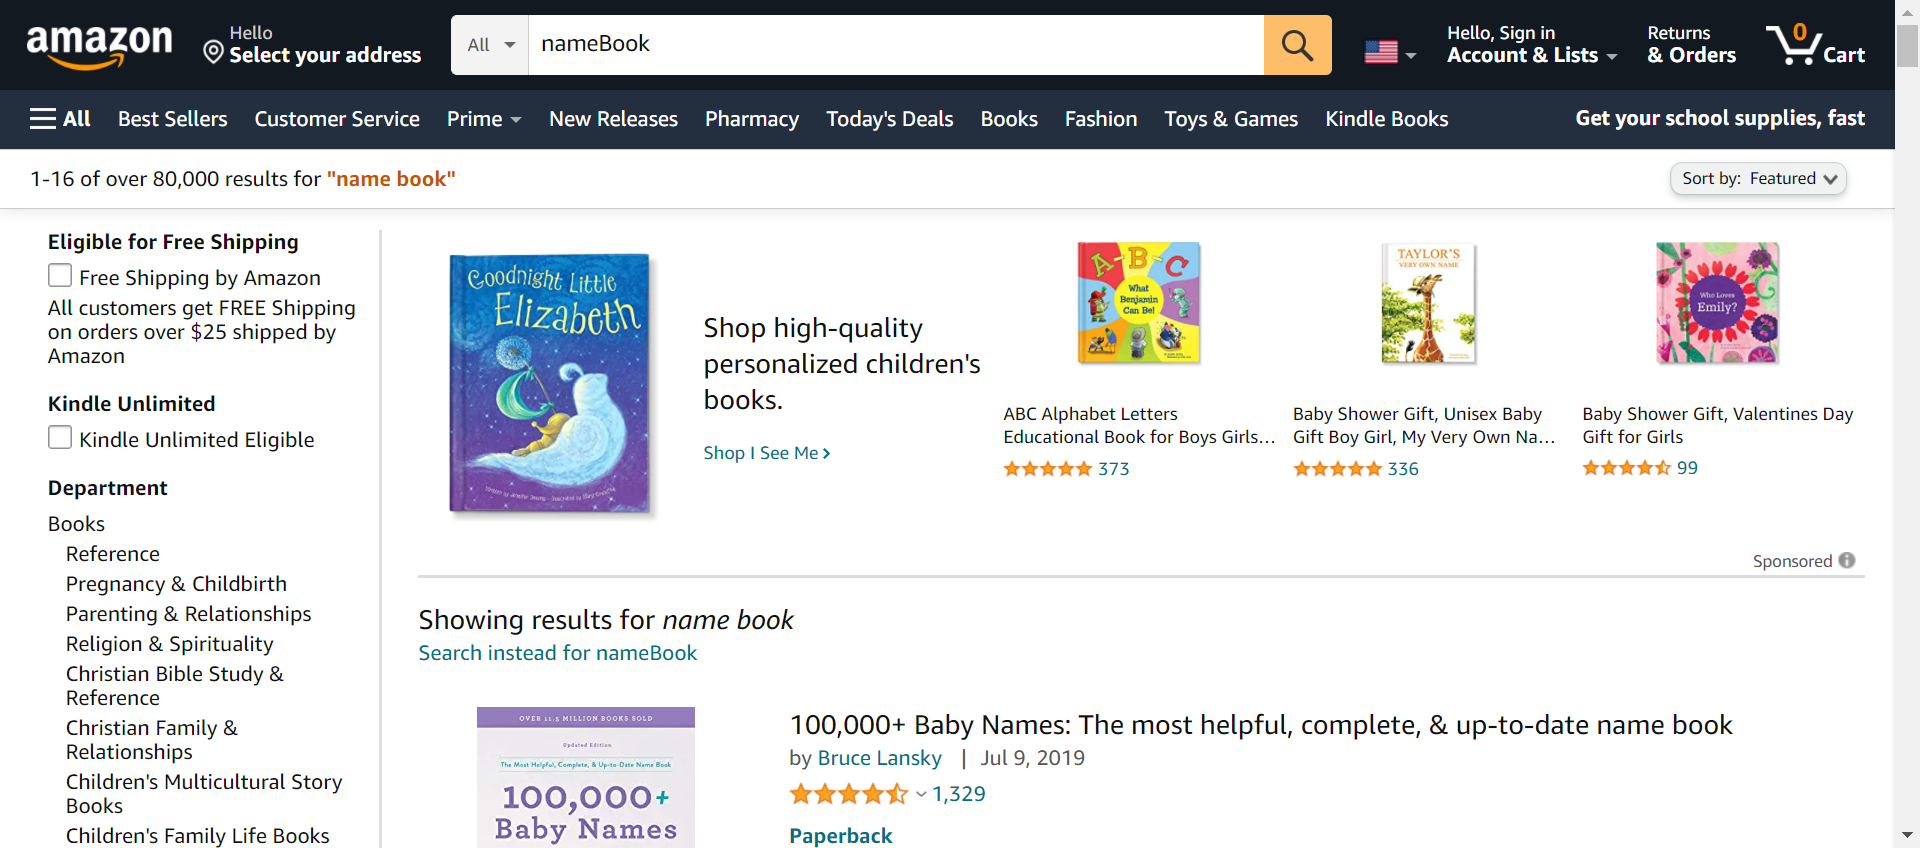 amazon
Hello
Select your address
All
nameBook
Hello, Sign in
Account & Lists
Returns
& Orders
0
Cart
All
Best Sellers
Customer Service
Prime
New Releases
Pharmacy
Today's Deals
Books
Fashion
Toys & Games
Kindle Books
Get your school supplies, fast
1-16 of over 80,000 results for "name book"
Sort by: Featured
Eligible for Free Shipping
Free Shipping by Amazon
All customers get FREE Shipping
on orders over $25 shipped by
Amazon
Kindle Unlimited
Kindle Unlimited Eligible
Department
Books
Reference
Pregnancy & Childbirth
Parenting & Relationships
Religion & Spirituality
Christian Bible Study &
Reference
Christian Family &
Relationships
Children's Multicultural Story
Books
Children's Family Life Books
Goodnight Little
Elizabeth
Shop high-quality
personalized children's
books.
Shop I See Me
A-B-C
What
Benjamin
Can Be!
ABC Alphabet Letters
Educational Book for Boys Girls...
373
TAYLOR'S
VERY OWN NAME
Baby Shower Gift, Unisex Baby
Gift Boy Girl, My Very Own Na...
336
Who Loves
Emily?
Baby Shower Gift, Valentines Day
Gift for Girls
99
Sponsored
Showing results for name book
Search instead for nameBook
OVER 11.5 MILLION BOOKS SOLD
Updated Edition
The Most Helpful, Complete, & Up-to-Date Name Book
100,000+
Baby Names
100,000+ Baby Names: The most helpful, complete, & up-to-date name book
by Bruce Lansky | Jul 9, 2019
1,329
Paperback